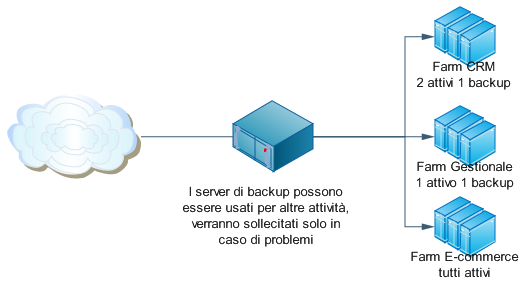 Farm CRM
2 attivi 1 backup
Farm Gestionale
1 attivo 1 backup
I server di backup possono
essere usati per altre attività,
verranno sollecitati solo in
caso di problemi
Farm E-commerce
tutti attivi